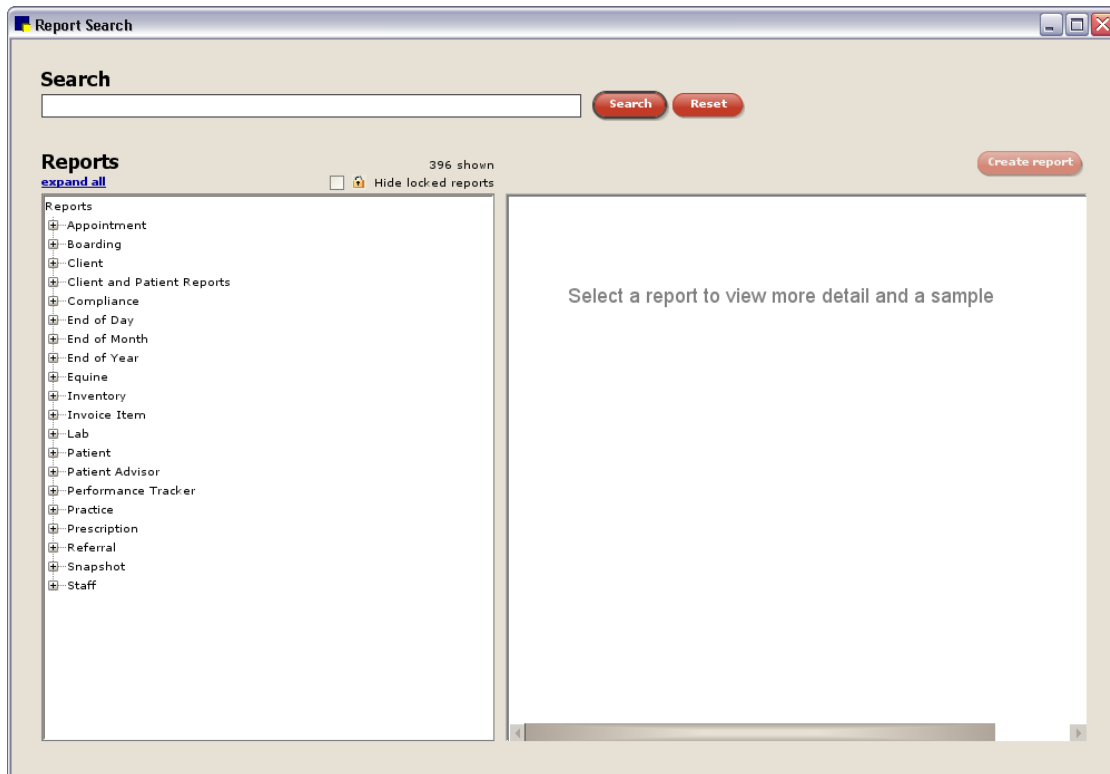 Report Search
Search
Search Reset
Reports
396 shown
Create report
expand all
Hide locked reports
Reports
Appointment
Boarding
Client
Client and Patient Reports
Compliance
End of Day
End of Month
End of Year
Equine
Inventory
Invoice Item
Lab
Patient
Patient Advisor
Performance Tracker
Practice
Prescription
Referral
Snapshot
Staff
Select a report to view more detail and a sample